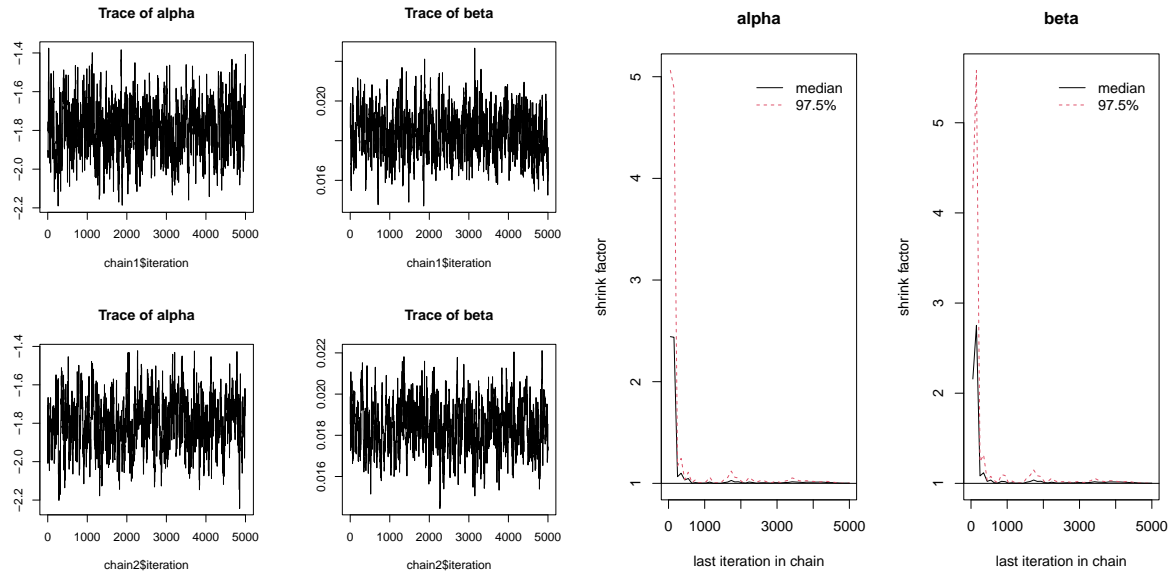 Trace of alpha
−2.2 −2.0 −1.8 −1.6 −1.4
0 1000 2000 3000 4000 5000
chain1$iteration
Trace of beta
0.016 0.020
0 1000 2000 3000 4000 5000
chain1$iteration
Trace of alpha
−2.2 −2.0 −1.8 −1.6 −1.4
0 1000 2000 3000 4000 5000
chain2$iteration
Trace of beta
0.016 0.018 0.020 0.022
0 1000 2000 3000 4000 5000
chain2$iteration
alpha
median
97.5%
shrink factor
1 2 3 4 5
0 1000 3000 5000
last iteration in chain
beta
median
97.5%
shrink factor
1 2 3 4 5
0 1000 3000 5000
last iteration in chain